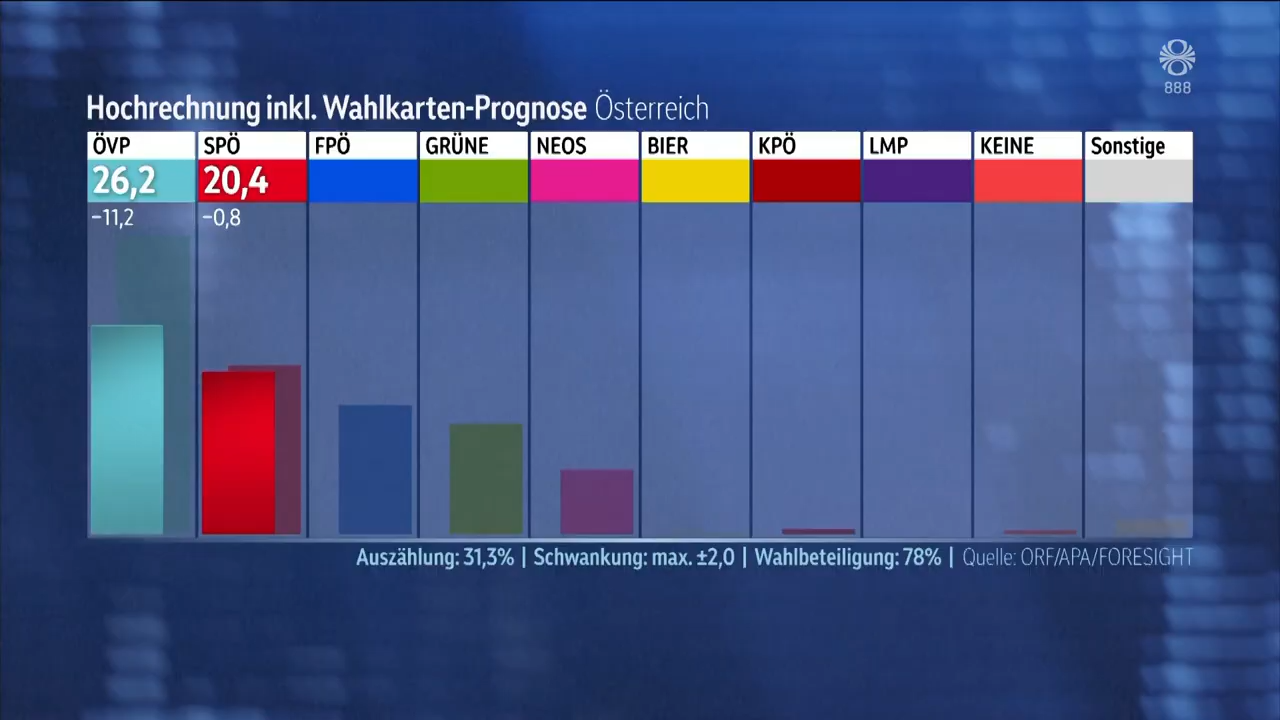 888
Hochrechnung inkl. Wahlkarten-Prognose Österreich
ÖVP SPÖ FPÖ GRÜNE NEOS BIER KPÖ LMP KEINE Sonstige
26,2 20,4
−11,2 −0,8
Auszählung: 31,3% | Schwankung: max. ±2,0 | Wahlbeteiligung: 78% | Quelle: ORF/APA/FORESIGHT